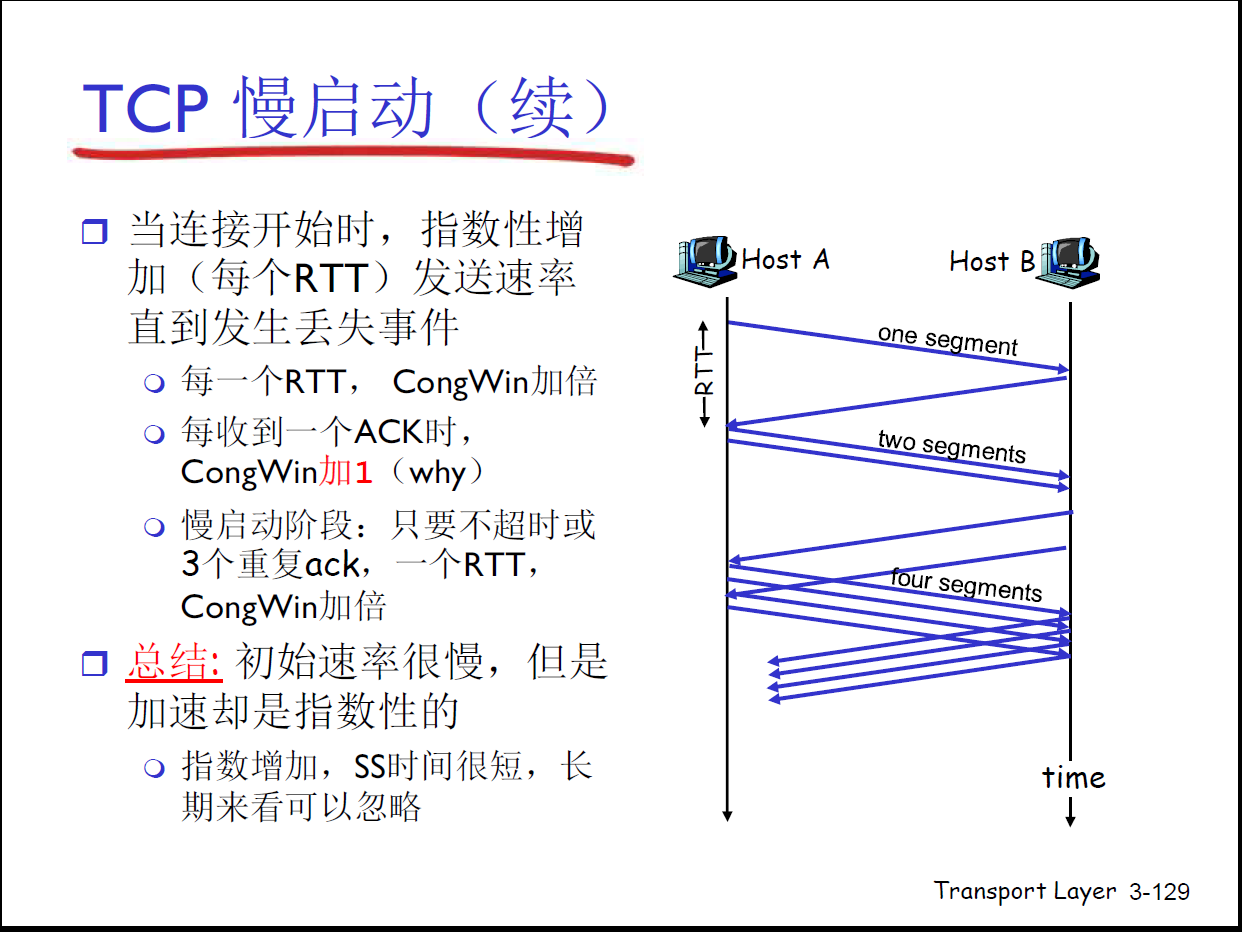 TCP 慢启动（续）
当连接开始时，指数性增
加（每个RTT）发送速率
直到发生丢失事件
每一个RTT， CongWin加倍
每收到一个ACK时，
CongWin加1（why）
慢启动阶段：只要不超时或
3个重复ack，一个RTT，
CongWin加倍
总结: 初始速率很慢，但是
加速却是指数性的
指数增加，SS时间很短，长
期来看可以忽略
Host A
Host B
RTT
one segment
two segments
four segments
time
Transport Layer 3-129